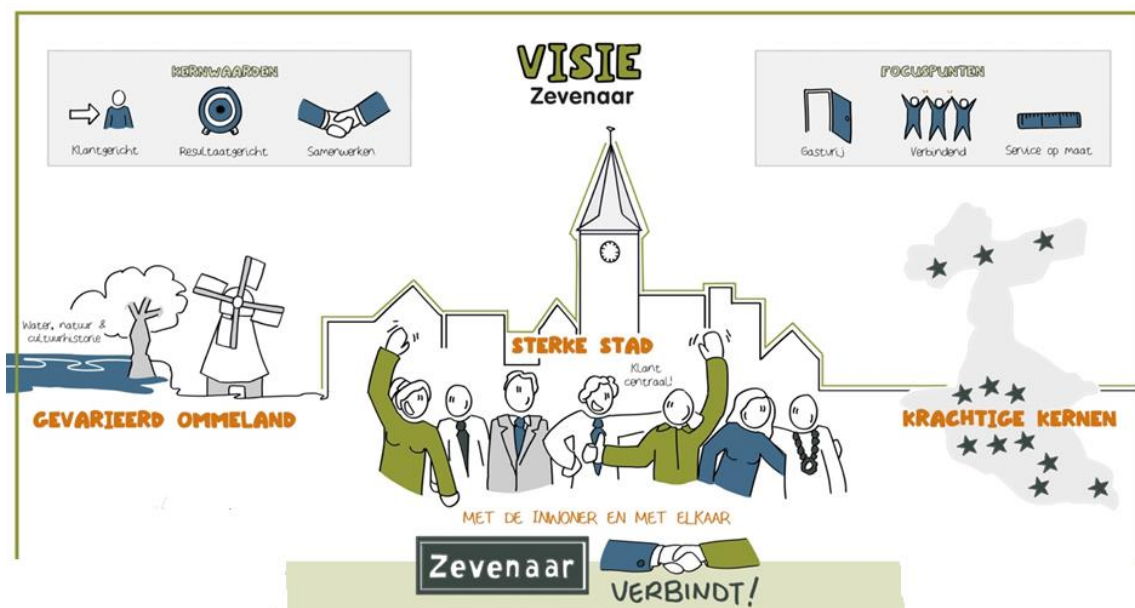 VISIE
Zevenaar
KERNWAARDEN
Klantgericht
Resultaatgericht
Samenwerken
FOCUSPUNTEN
Gastvrij
Verbindend
Service op maat
Water, natuur &
cultuurhistorie
GEVARIEERD OMMELAND
STERKE STAD
Klant
centraal!
KRACHTIGE KERNEN
MET DE INWONER EN MET ELKAAR
Zevenaar
VERBINDT!